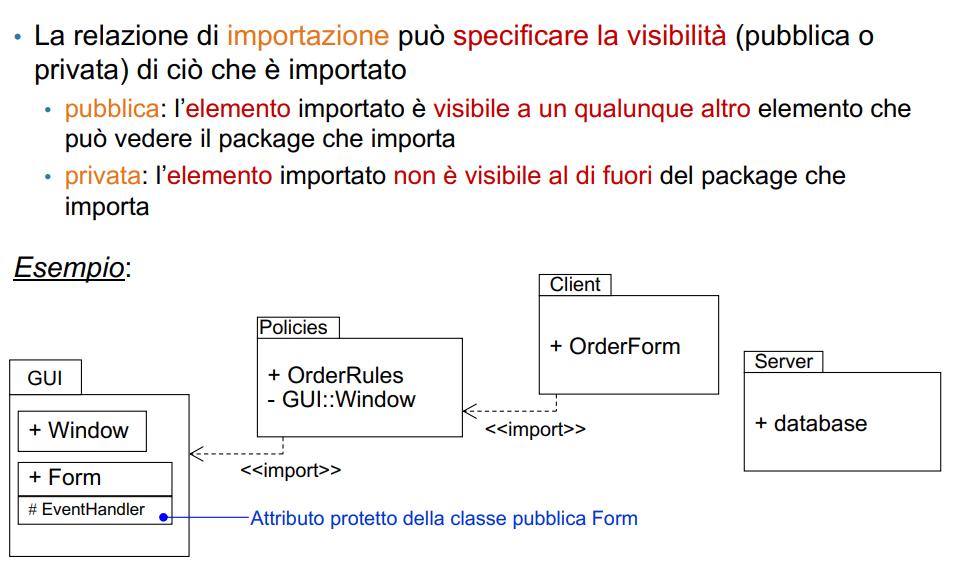 • La relazione di importazione può specificare la visibilità (pubblica o
privata) di ciò che è importato
• pubblica: l'elemento importato è visibile a un qualunque altro elemento che
può vedere il package che importa
• privata: l'elemento importato non è visibile al di fuori del package che
importa
Esempio:
Client
+ OrderForm
Policies
+ OrderRules
- GUI::Window
Server
+ database
GUI
+ Window
+ Form
# EventHandler
<<import>>
<<import>>
Attributo protetto della classe pubblica Form